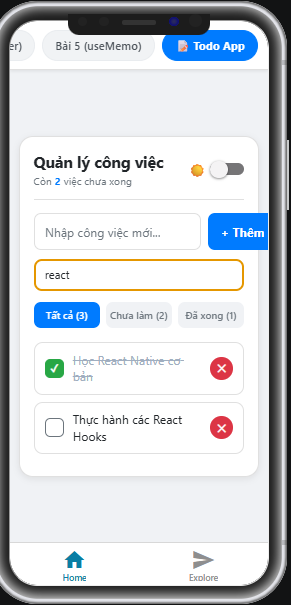 er)
Bài 5 (useMemo)
📝 Todo App
Quản lý công việc
Còn 2 việc chưa xong
Nhập công việc mới...
+ Thêm
react
Tất cả (3)
Chưa làm (2)
Đã xong (1)
Học React Native cơ
bản
Thực hành các React
Hooks
Home
Explore